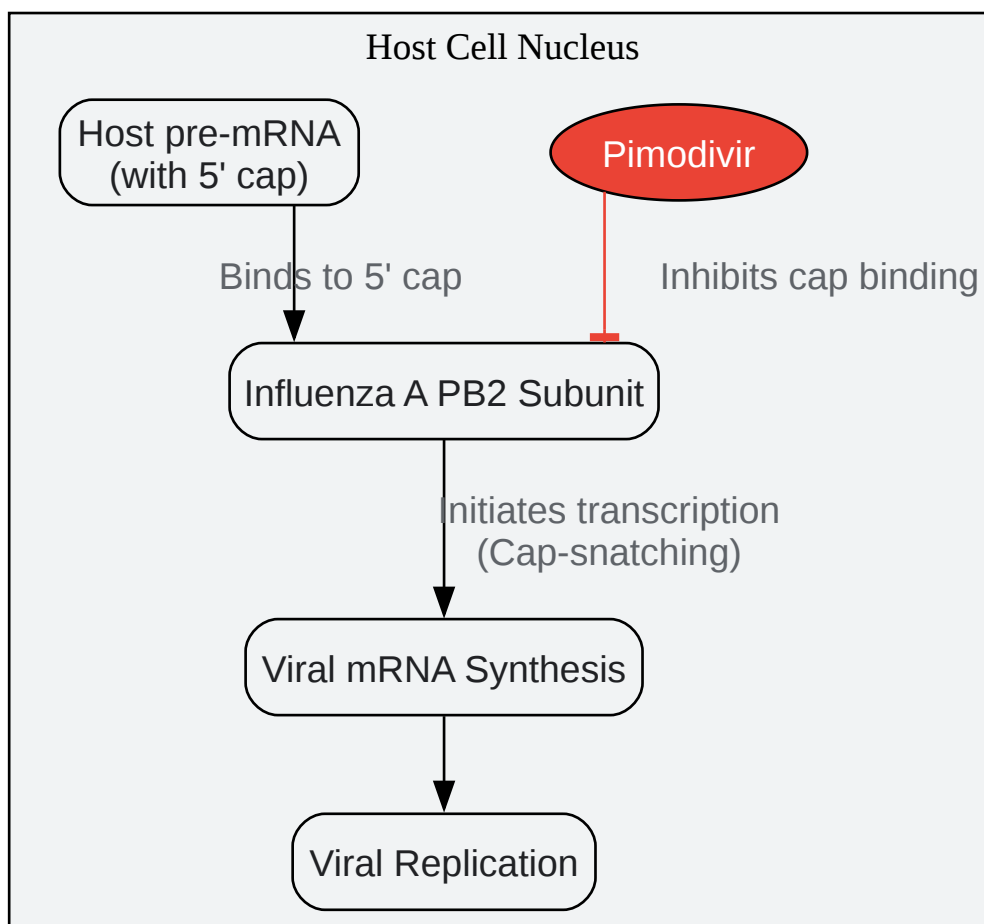 Host Cell Nucleus
Host pre-mRNA
(with 5' cap)
Pimodivir
Binds to 5' cap
Inhibits cap binding
Influenza A PB2 Subunit
Initiates transcription
(Cap-snatching)
Viral mRNA Synthesis
Viral Replication